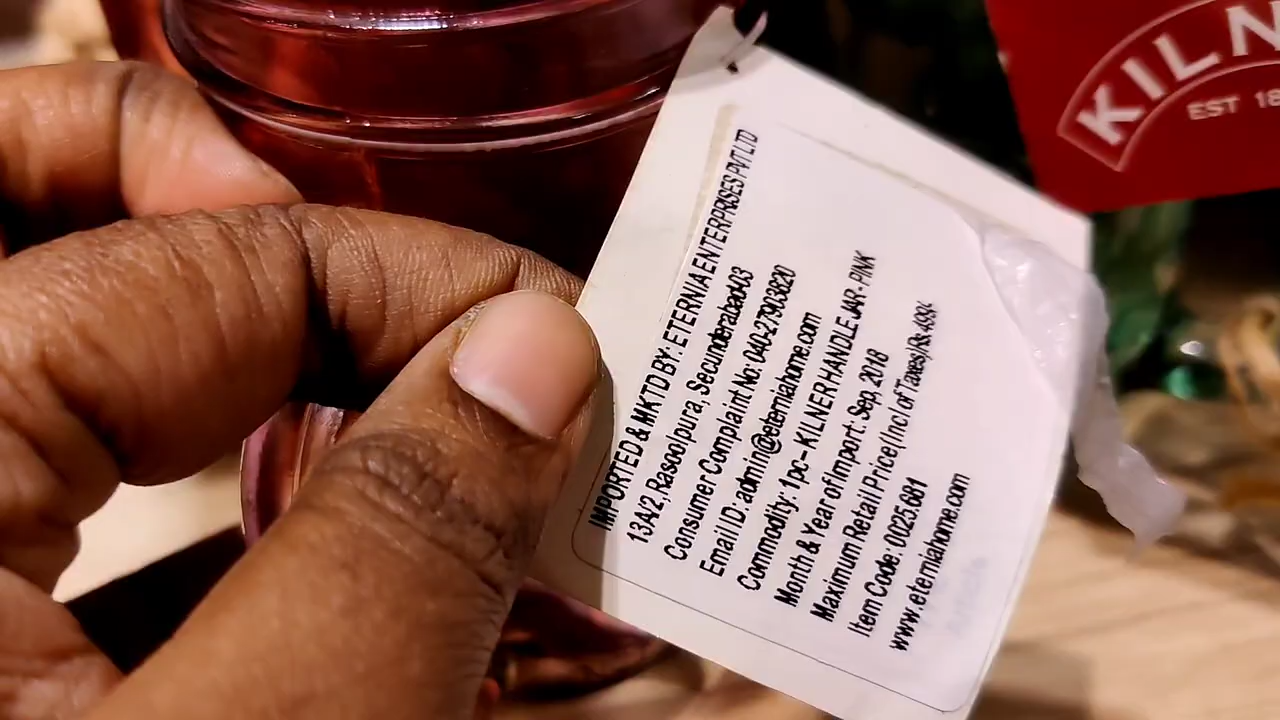 KILN
EST 18
IMPORTED & MKTD BY: ETERNIA ENTERPRISES PVT LTD
13A/2, Rasoolpura, Secunderabad-03
Consumer Complaint No: 040-27903820
Email ID: admin@eterniahome.com
Commodity: 1pc - KILNER HANDLE JAR - PINK
Month & Year of Import: Sep, 2018
Maximum Retail Price(Incl of Taxes)Rs.499/-
Item Code: 0025.681
www.eterniahome.com